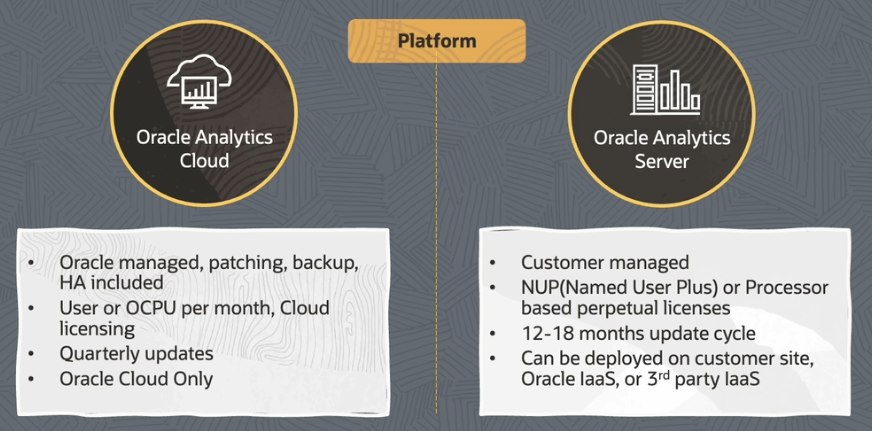 Platform
Oracle Analytics
Cloud
• Oracle managed, patching, backup,
HA included
• User or OCPU per month, Cloud
licensing
• Quarterly updates
• Oracle Cloud Only
Oracle Analytics
Server
• Customer managed
• NUP(Named User Plus) or Processor
based perpetual licenses
• 12-18 months update cycle
• Can be deployed on customer site,
Oracle IaaS, or 3rd party IaaS